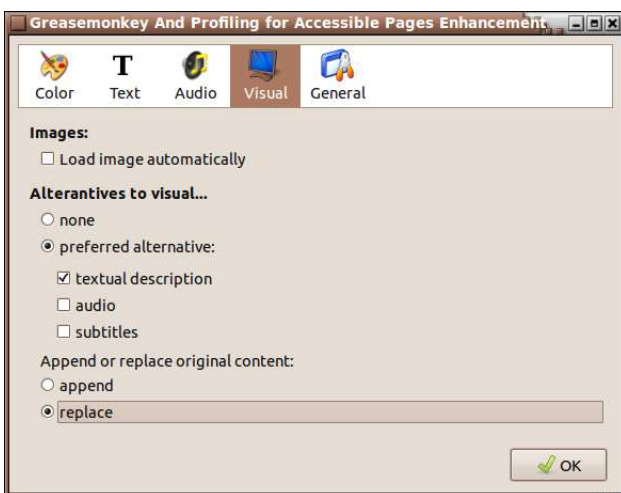 Greasemonkey And Profiling for Accessible Pages Enhancement
Color Text Audio Visual General
Images:
Load image automatically
Alterantives to visual...
none
preferred alternative:
textual description
audio
subtitles
Append or replace original content:
append
replace
OK